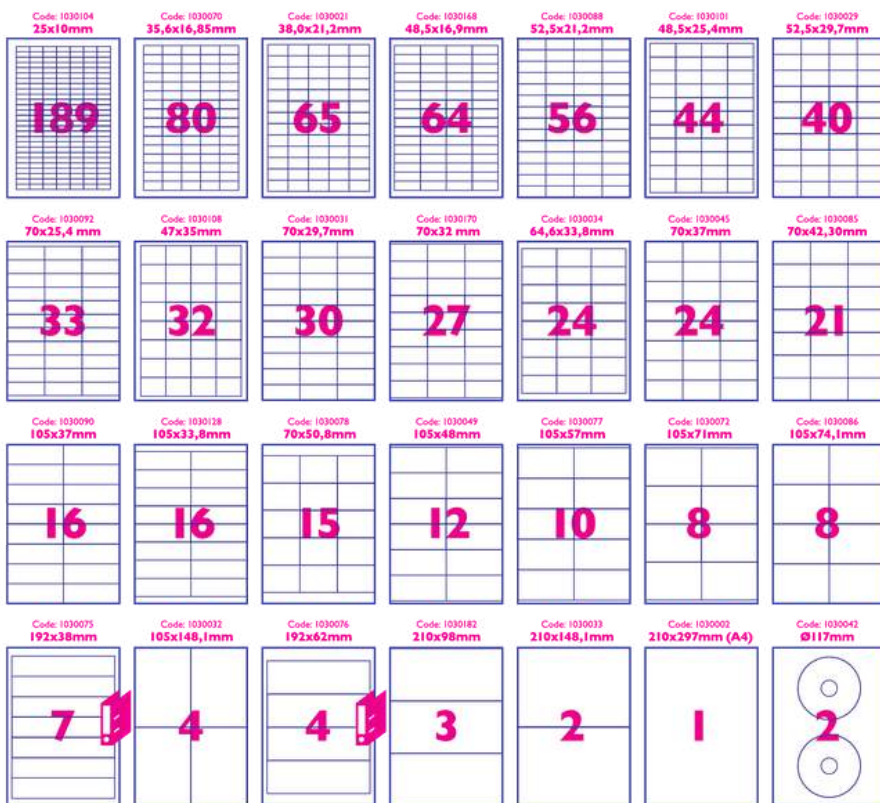 Code: 1030104
25x10mm
189
Code: 1030070
35,6x16,85mm
80
Code: 1030021
38,0x21,2mm
65
Code: 1030168
48,5x16,9mm
64
Code: 1030088
52,5x21,2mm
56
Code: 1030101
48,5x25,4mm
44
Code: 1030029
52,5x29,7mm
40
Code: 1030092
70x25,4 mm
33
Code: 1030108
47x35mm
32
Code: 1030031
70x29,7mm
30
Code: 1030170
70x32 mm
27
Code: 1030034
64,6x33,8mm
24
Code: 1030045
70x37mm
24
Code: 1030085
70x42,30mm
21
Code: 1030090
105x37mm
16
Code: 1030128
105x33,8mm
16
Code: 1030078
70x50,8mm
15
Code: 1030049
105x48mm
12
Code: 1030077
105x57mm
10
Code: 1030072
105x71mm
8
Code: 1030086
105x74,1mm
8
Code: 1030075
192x38mm
7
Code: 1030032
105x148,1mm
4
Code: 1030076
192x62mm
4
Code: 1030182
210x98mm
3
Code: 1030033
210x148,1mm
2
Code: 1030002
210x297mm (A4)
1
Code: 1030042
Ø117mm
2